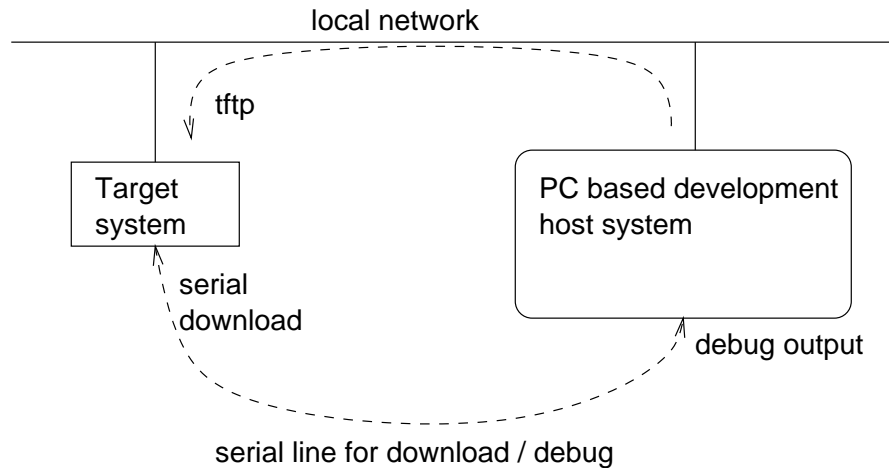 local network
tftp
Target
system
PC based development
host system
serial
download
debug output
serial line for download / debug